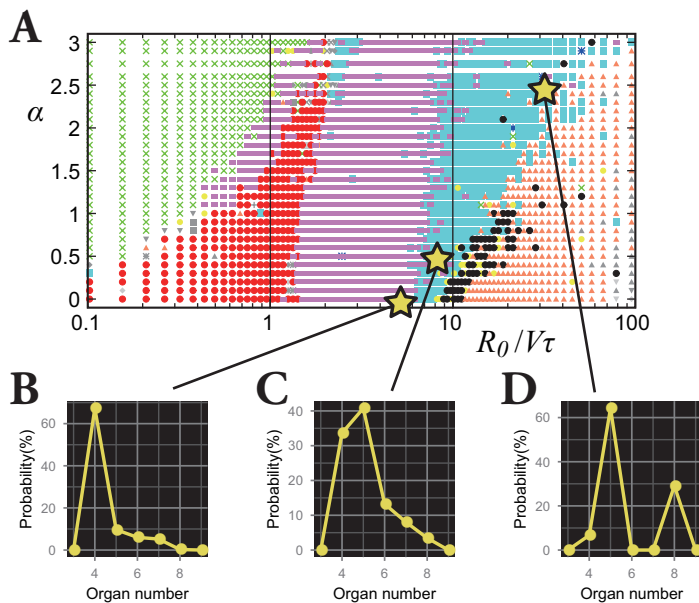 A
α
3
2.5
2
1.5
1
0.5
0
0.1 1 10 100
R0/Vτ
B C D
Probability(%)
60
40
20
0
4 6 8
Organ number
Probability(%)
40
30
20
10
0
4 6 8
Organ number
Probability(%)
60
40
20
0
4 6 8
Organ number